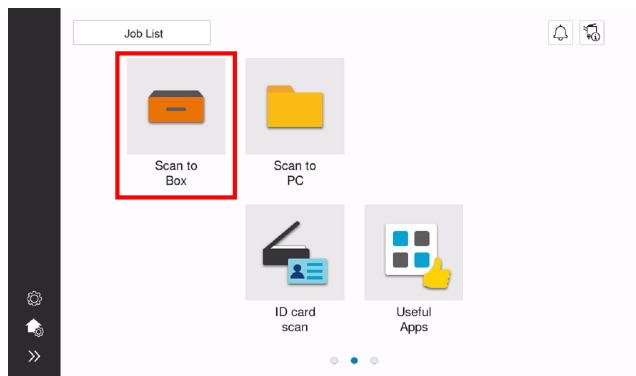 Job List
Scan to
Box
Scan to
PC
ID card
scan
Useful
Apps